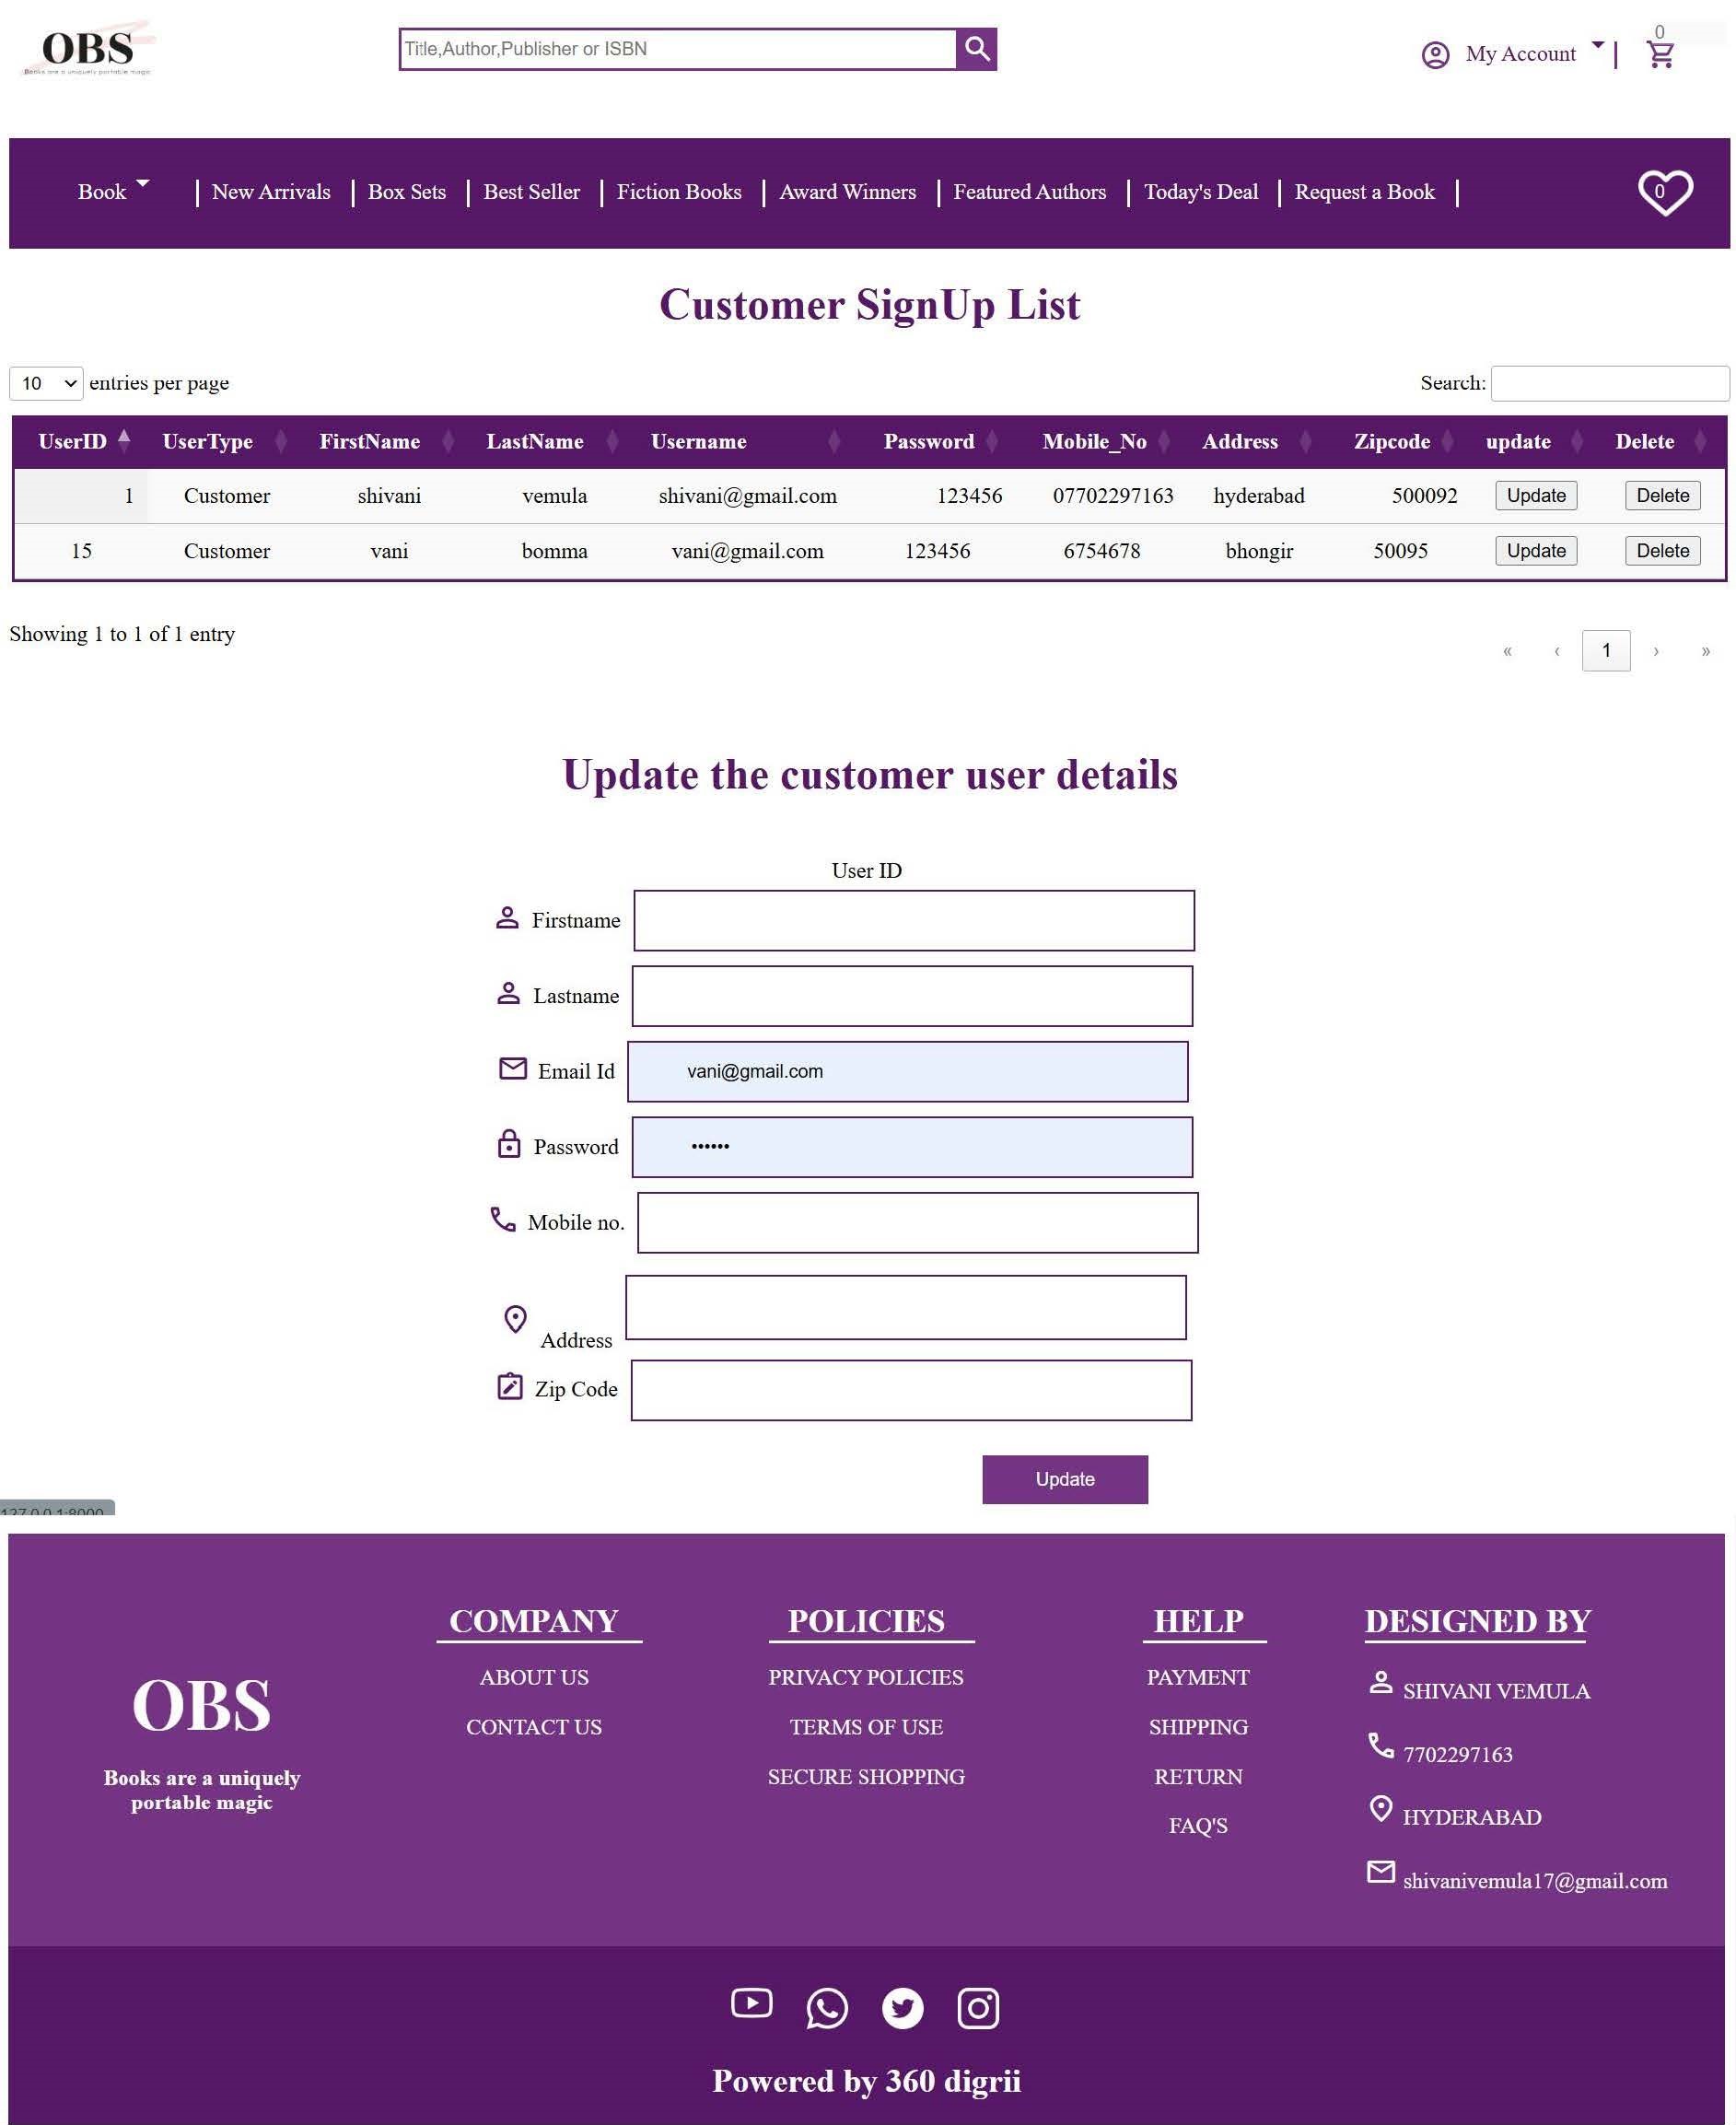 OBS
Books are a uniquely portable magic
Title,Author,Publisher or ISBN
My Account
0
Book New Arrivals Box Sets Best Seller Fiction Books Award Winners Featured Authors Today's Deal Request a Book 0
Customer SignUp List
10 entries per page Search:
UserID UserType FirstName LastName Username Password Mobile_No Address Zipcode update Delete
1 Customer shivani vemula shivani@gmail.com 123456 07702297163 hyderabad 500092 Update Delete
15 Customer vani bomma vani@gmail.com 123456 6754678 bhongir 50095 Update Delete
Showing 1 to 1 of 1 entry
« ‹ 1 › »
Update the customer user details
User ID
Firstname
Lastname
Email Id vani@gmail.com
Password ••••••
Mobile no.
Address
Zip Code
Update
127.0.0.1:8000
OBS
Books are a uniquely
portable magic
COMPANY
ABOUT US
CONTACT US
POLICIES
PRIVACY POLICIES
TERMS OF USE
SECURE SHOPPING
HELP
PAYMENT
SHIPPING
RETURN
FAQ'S
DESIGNED BY
SHIVANI VEMULA
7702297163
HYDERABAD
shivanivemula17@gmail.com
Powered by 360 digrii